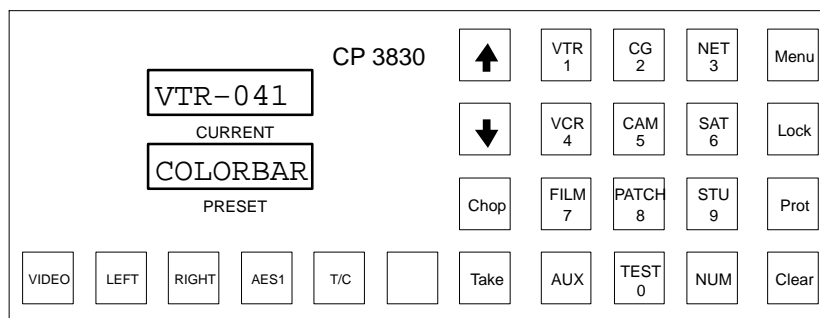 CP 3830
VTR-041
CURRENT
COLORBAR
PRESET
VTR 1
CG 2
NET 3
Menu
VCR 4
CAM 5
SAT 6
Lock
Chop
FILM 7
PATCH 8
STU 9
Prot
VIDEO
LEFT
RIGHT
AES1
T/C
Take
AUX
TEST 0
NUM
Clear